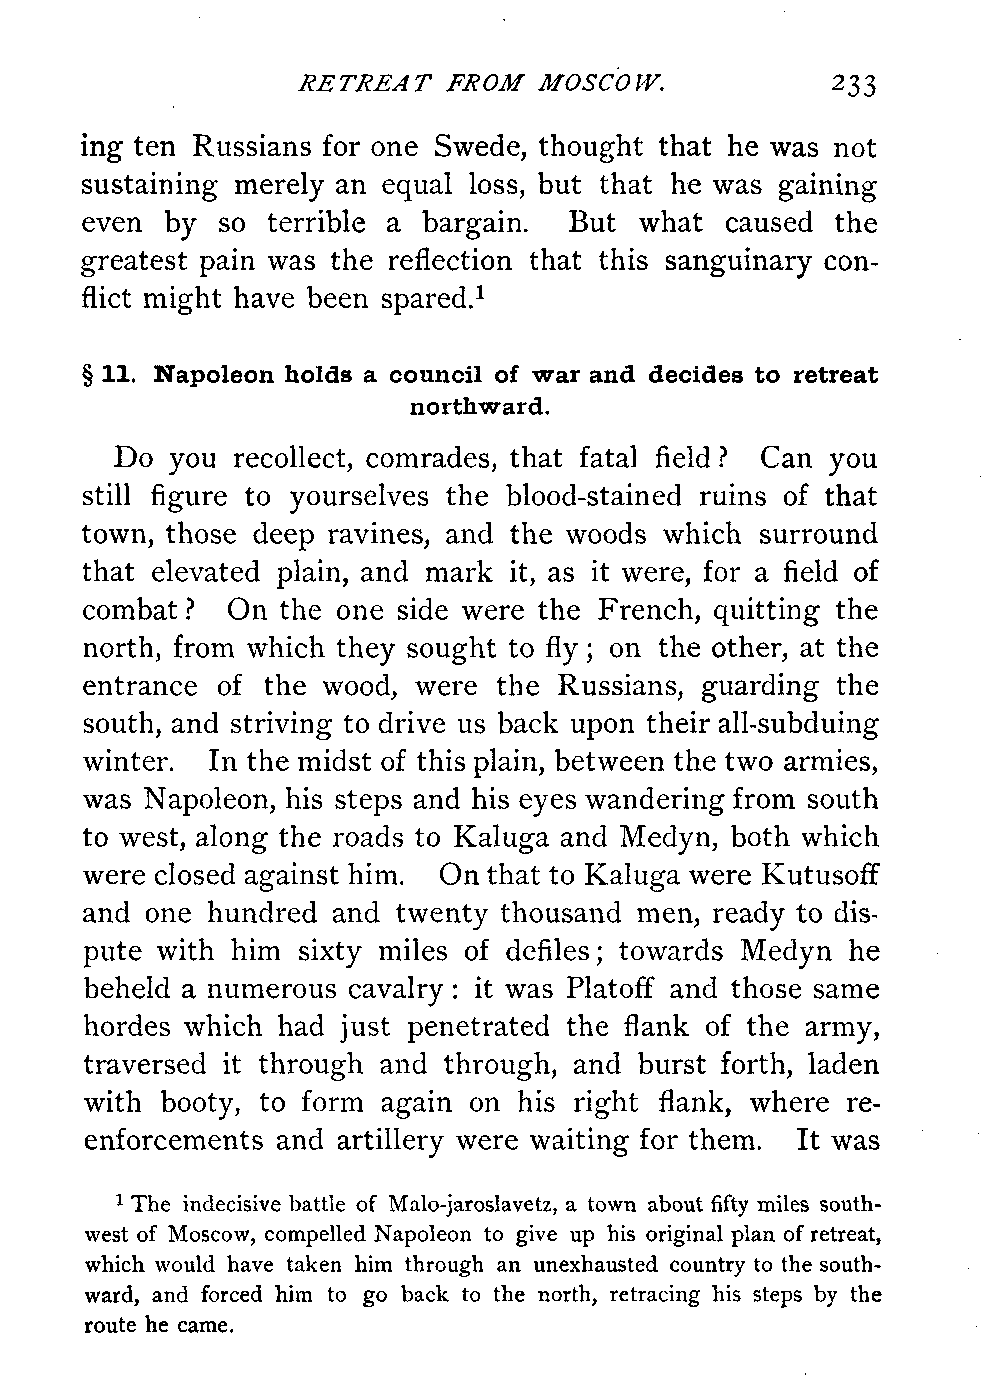 RETREAT FROM MOSCOW. 233
ing ten Russians for one Swede, thought that he was not
sustaining merely an equal loss, but that he was gaining
even by so terrible a bargain. But what caused the
greatest pain was the reflection that this sanguinary con-
flict might have been spared.¹
§ 11. Napoleon holds a council of war and decides to retreat
northward.
Do you recollect, comrades, that fatal field? Can you
still figure to yourselves the blood-stained ruins of that
town, those deep ravines, and the woods which surround
that elevated plain, and mark it, as it were, for a field of
combat? On the one side were the French, quitting the
north, from which they sought to fly; on the other, at the
entrance of the wood, were the Russians, guarding the
south, and striving to drive us back upon their all-subduing
winter. In the midst of this plain, between the two armies,
was Napoleon, his steps and his eyes wandering from south
to west, along the roads to Kaluga and Medyn, both which
were closed against him. On that to Kaluga were Kutusoff
and one hundred and twenty thousand men, ready to dis-
pute with him sixty miles of defiles; towards Medyn he
beheld a numerous cavalry: it was Platoff and those same
hordes which had just penetrated the flank of the army,
traversed it through and through, and burst forth, laden
with booty, to form again on his right flank, where re-
enforcements and artillery were waiting for them. It was
¹ The indecisive battle of Malo-jaroslavetz, a town about fifty miles south-
west of Moscow, compelled Napoleon to give up his original plan of retreat,
which would have taken him through an unexhausted country to the south-
ward, and forced him to go back to the north, retracing his steps by the
route he came.